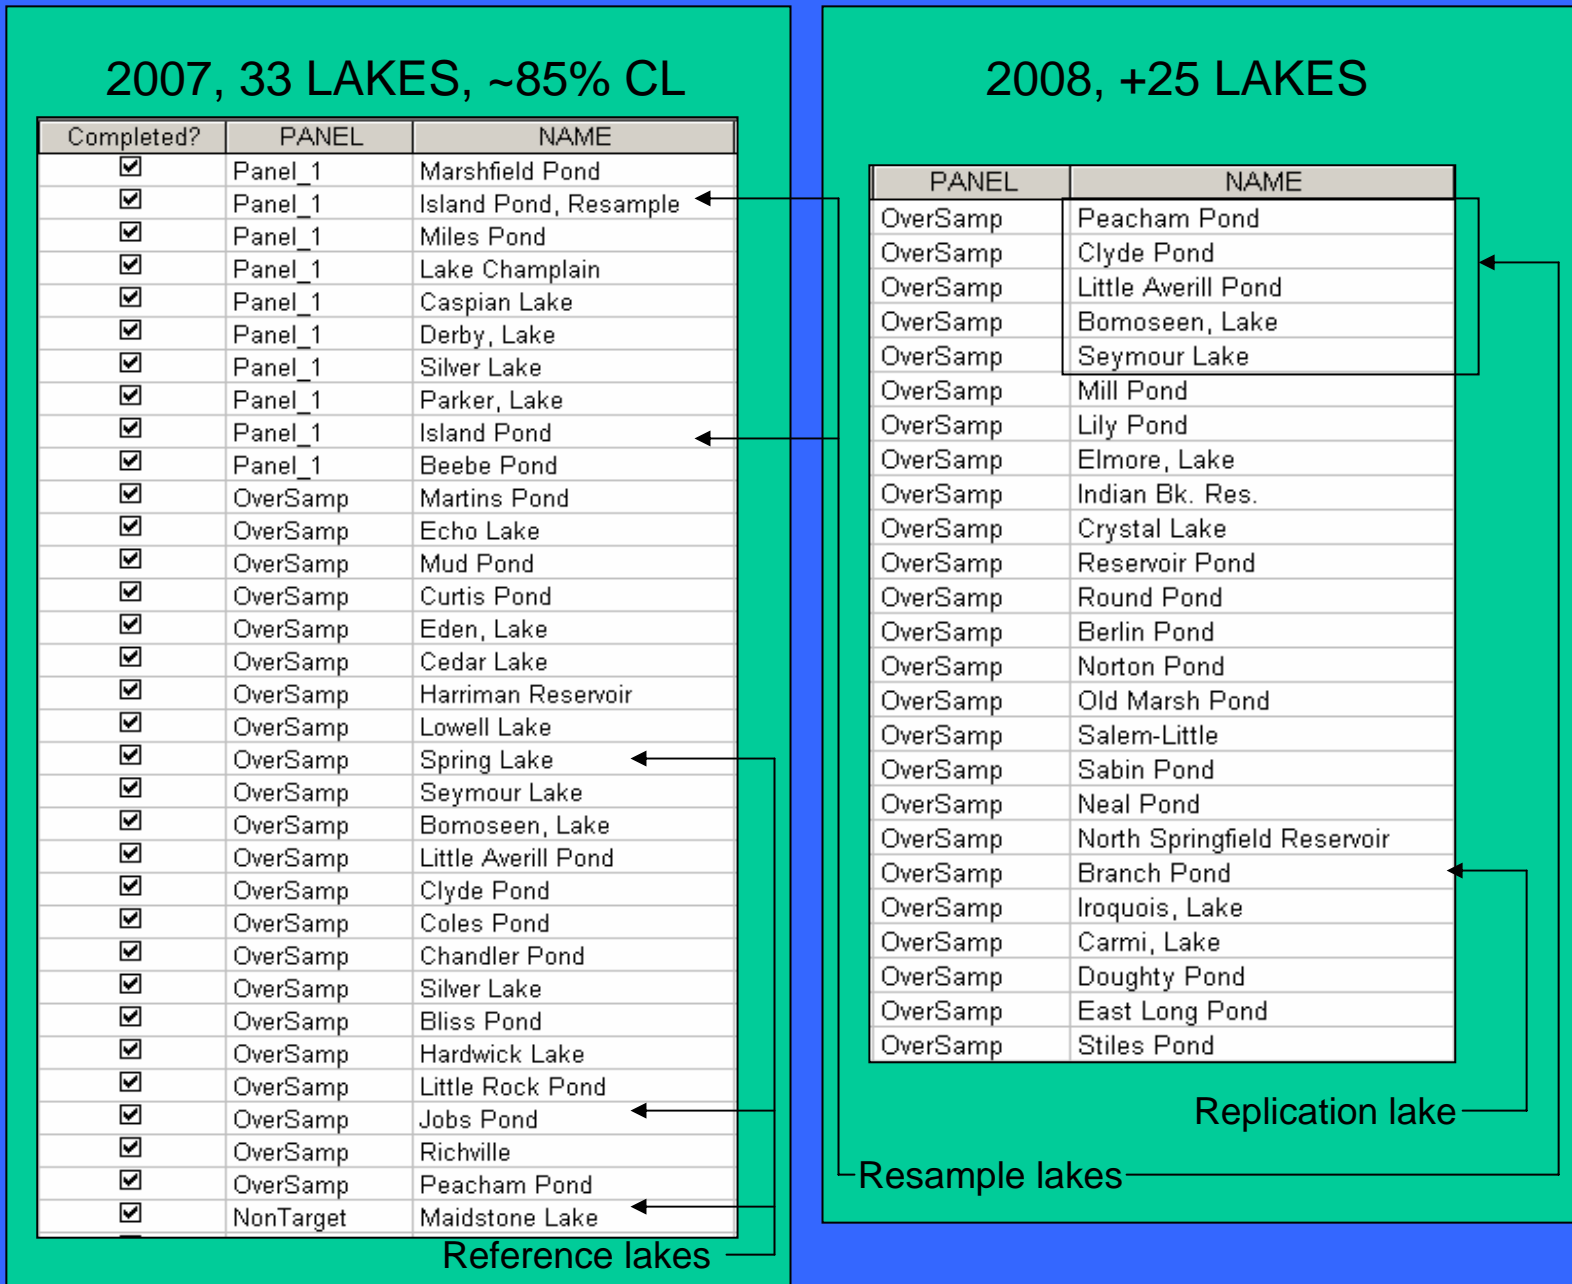 2007, 33 LAKES, ~85% CL
Completed? PANEL NAME
Panel_1 Marshfield Pond
Panel_1 Island Pond, Resample
Panel_1 Miles Pond
Panel_1 Lake Champlain
Panel_1 Caspian Lake
Panel_1 Derby, Lake
Panel_1 Silver Lake
Panel_1 Parker, Lake
Panel_1 Island Pond
Panel_1 Beebe Pond
OverSamp Martins Pond
OverSamp Echo Lake
OverSamp Mud Pond
OverSamp Curtis Pond
OverSamp Eden, Lake
OverSamp Cedar Lake
OverSamp Harriman Reservoir
OverSamp Lowell Lake
OverSamp Spring Lake
OverSamp Seymour Lake
OverSamp Bomoseen, Lake
OverSamp Little Averill Pond
OverSamp Clyde Pond
OverSamp Coles Pond
OverSamp Chandler Pond
OverSamp Silver Lake
OverSamp Bliss Pond
OverSamp Hardwick Lake
OverSamp Little Rock Pond
OverSamp Jobs Pond
OverSamp Richville
OverSamp Peacham Pond
NonTarget Maidstone Lake
Reference lakes
2008, +25 LAKES
PANEL NAME
OverSamp Peacham Pond
OverSamp Clyde Pond
OverSamp Little Averill Pond
OverSamp Bomoseen, Lake
OverSamp Seymour Lake
OverSamp Mill Pond
OverSamp Lily Pond
OverSamp Elmore, Lake
OverSamp Indian Bk. Res.
OverSamp Crystal Lake
OverSamp Reservoir Pond
OverSamp Round Pond
OverSamp Berlin Pond
OverSamp Norton Pond
OverSamp Old Marsh Pond
OverSamp Salem-Little
OverSamp Sabin Pond
OverSamp Neal Pond
OverSamp North Springfield Reservoir
OverSamp Branch Pond
OverSamp Iroquois, Lake
OverSamp Carmi, Lake
OverSamp Doughty Pond
OverSamp East Long Pond
OverSamp Stiles Pond
Replication lake
Resample lakes